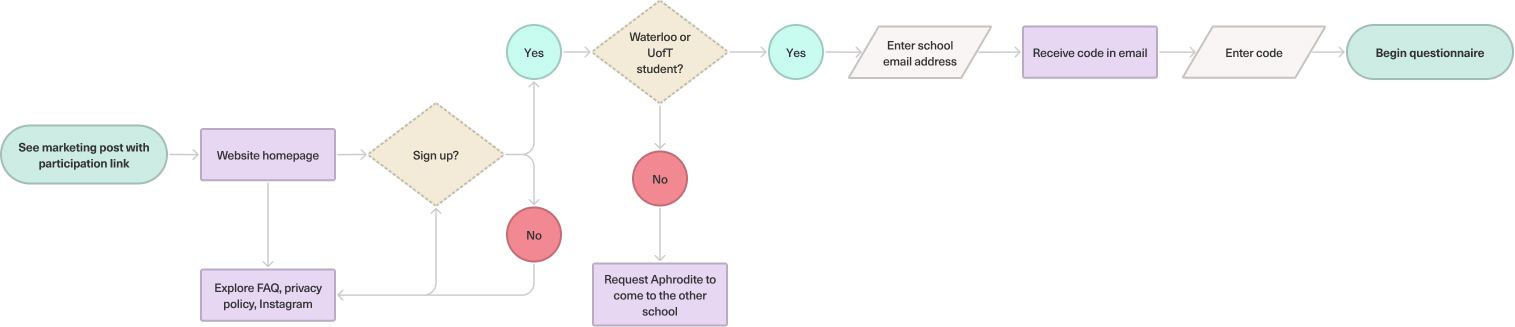 See marketing post with
participation link
Website homepage
Explore FAQ, privacy
policy, Instagram
Sign up?
Yes
No
Waterloo or
UofT
student?
No
Request Aphrodite to
come to the other
school
Yes
Enter school
email address
Receive code in email
Enter code
Begin questionnaire